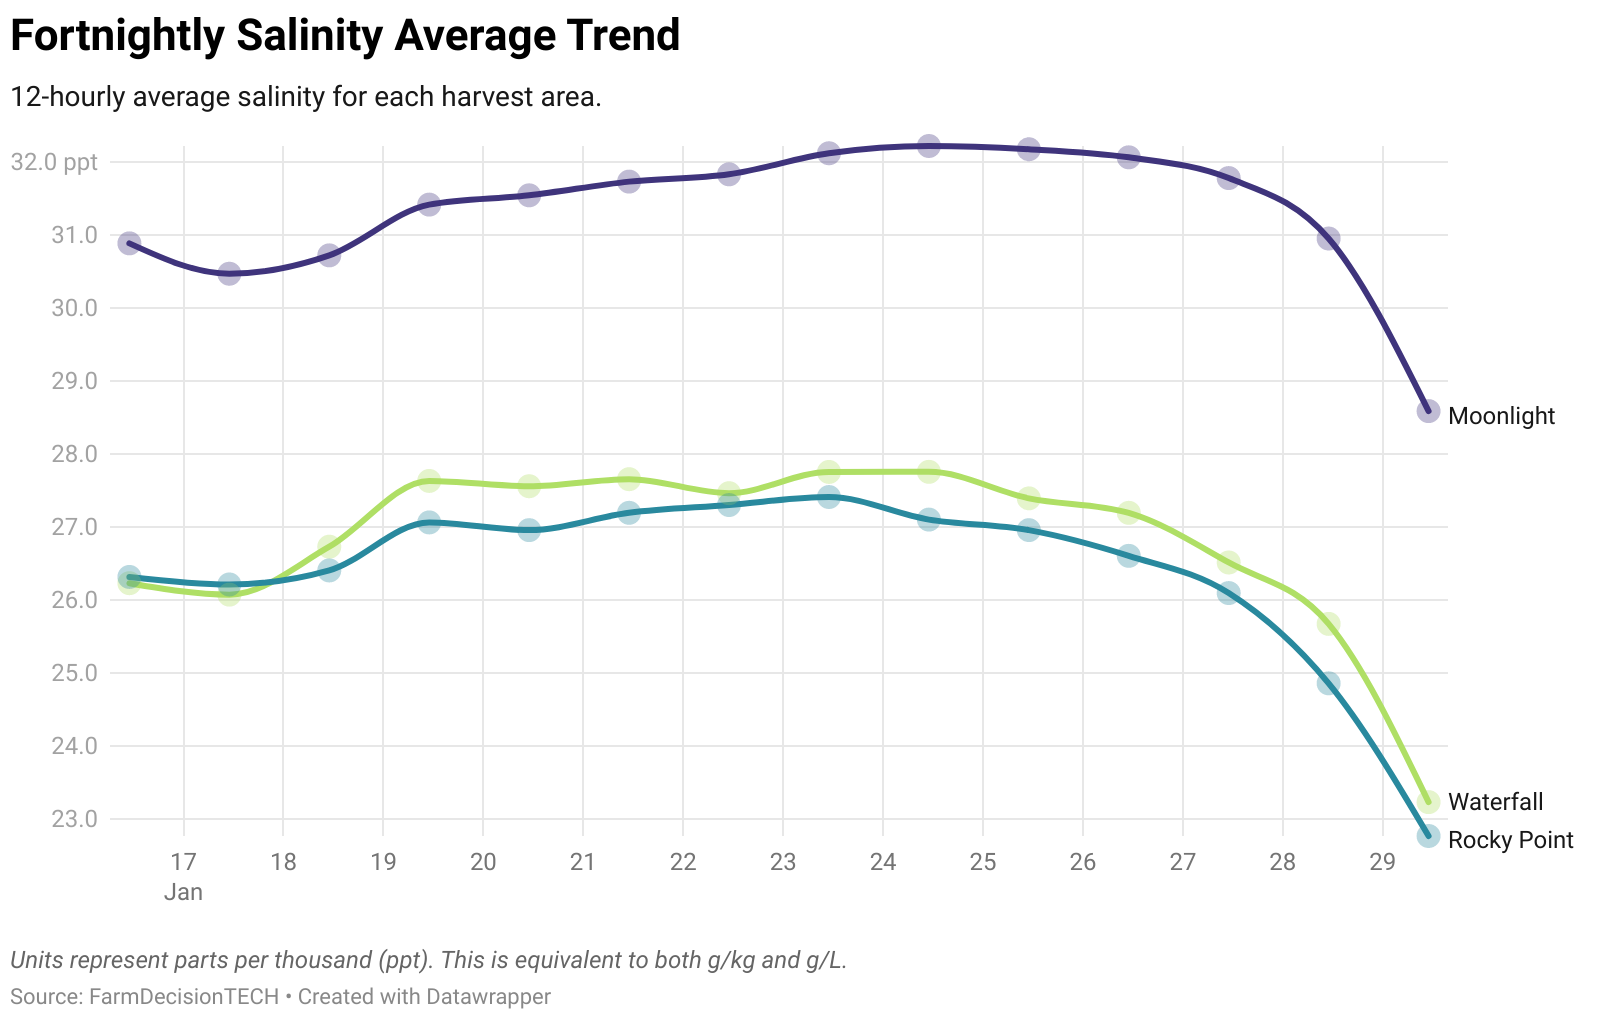 Fortnightly Salinity Average Trend
12-hourly average salinity for each harvest area.
32.0 ppt
31.0
30.0
29.0
28.0
27.0
26.0
25.0
24.0
23.0
Moonlight
Waterfall
Rocky Point
17 18 19 20 21 22 23 24 25 26 27 28 29
Jan
Units represent parts per thousand (ppt). This is equivalent to both g/kg and g/L.
Source: FarmDecisionTECH • Created with Datawrapper